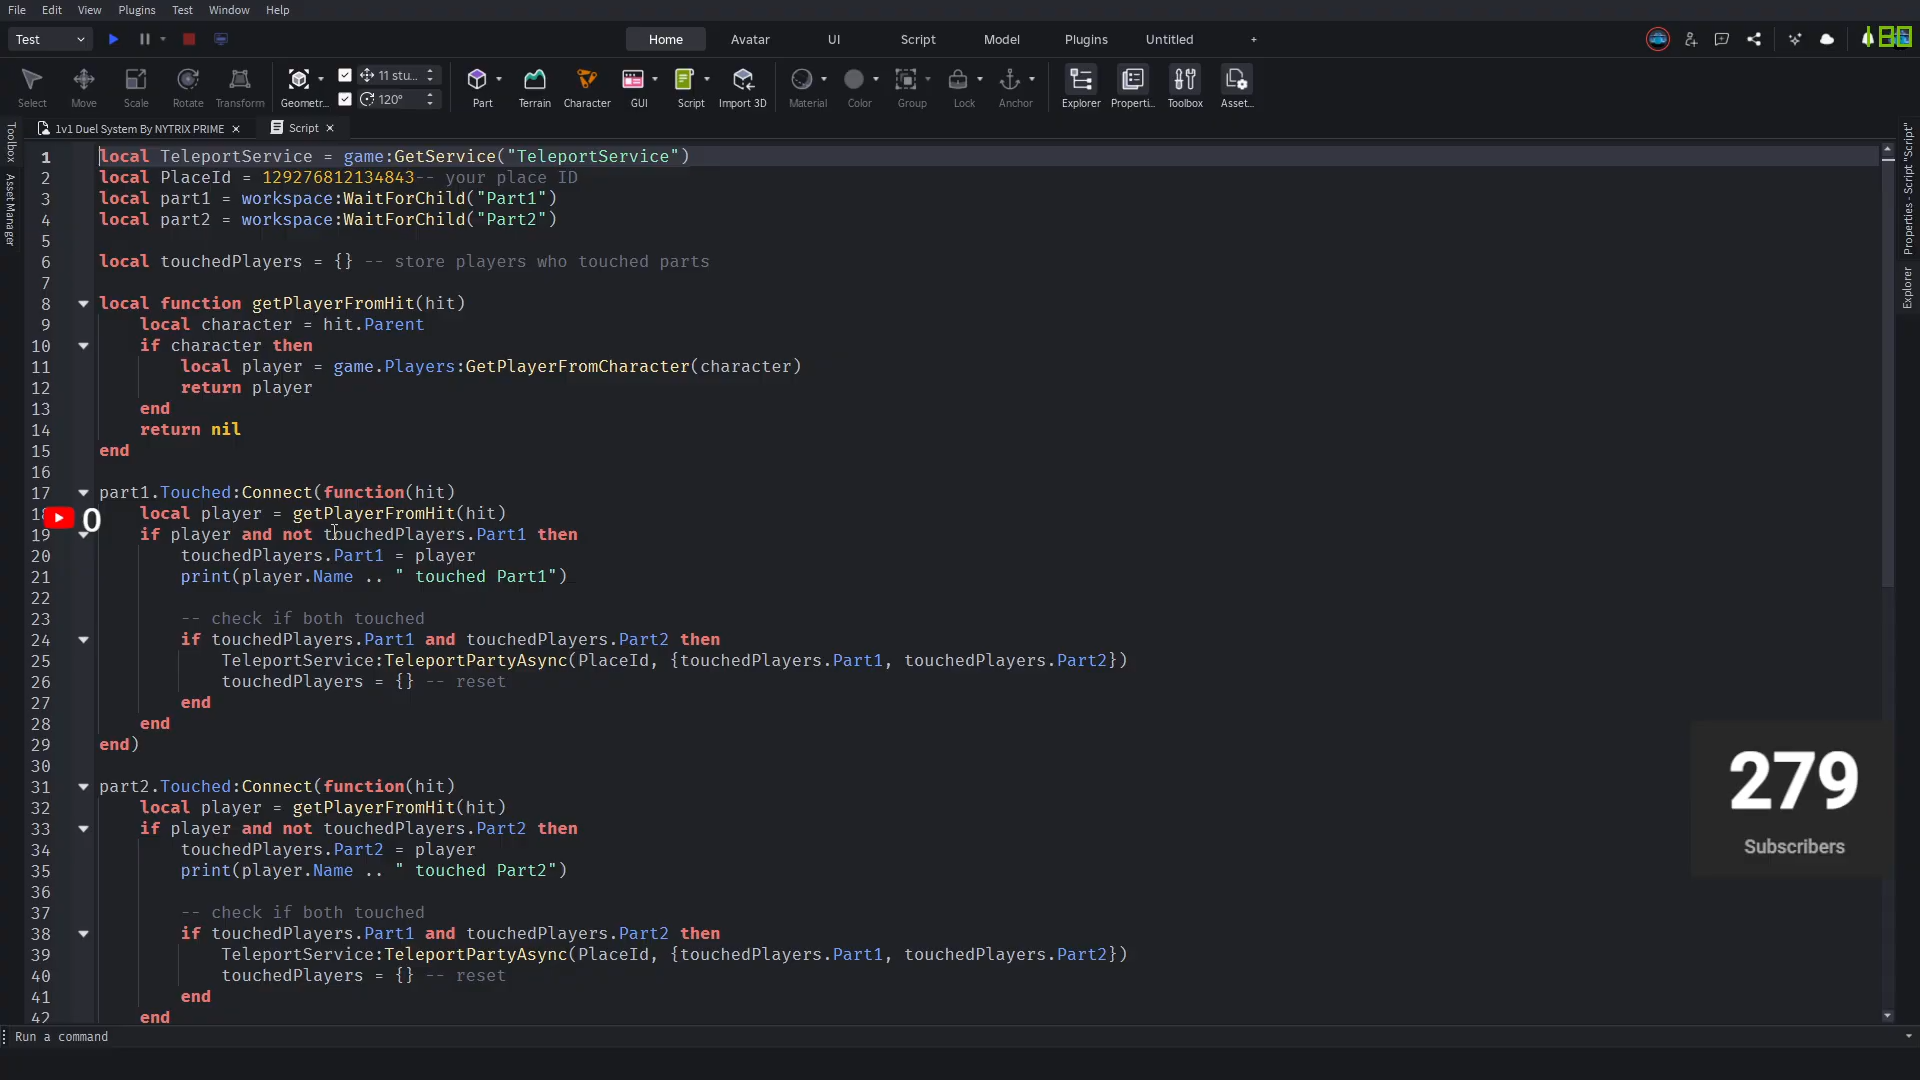 File Edit View Plugins Test Window Help
Test Home Avatar UI Script Model Plugins Untitled +
Select Move Scale Rotate Transform Geometr... 11 stu... 120° Part Terrain Character GUI Script Import 3D Material Color Group Lock Anchor Explorer Properti... Toolbox Asset...
Toolbox
Asset Manager
1v1 Duel System By NYTRIX PRIME × Script ×
1 local TeleportService = game:GetService("TeleportService")
2 local PlaceId = 129276812134843-- your place ID
3 local part1 = workspace:WaitForChild("Part1")
4 local part2 = workspace:WaitForChild("Part2")
5
6 local touchedPlayers = {} -- store players who touched parts
7
8 local function getPlayerFromHit(hit)
9 local character = hit.Parent
10 if character then
11 local player = game.Players:GetPlayerFromCharacter(character)
12 return player
13 end
14 return nil
15 end
16
17 part1.Touched:Connect(function(hit)
18 local player = getPlayerFromHit(hit)
0
19 if player and not touchedPlayers.Part1 then
20 touchedPlayers.Part1 = player
21 print(player.Name .. " touched Part1")
22
23 -- check if both touched
24 if touchedPlayers.Part1 and touchedPlayers.Part2 then
25 TeleportService:TeleportPartyAsync(PlaceId, {touchedPlayers.Part1, touchedPlayers.Part2})
26 touchedPlayers = {} -- reset
27 end
28 end
29 end)
30
31 part2.Touched:Connect(function(hit)
32 local player = getPlayerFromHit(hit)
33 if player and not touchedPlayers.Part2 then
34 touchedPlayers.Part2 = player
35 print(player.Name .. " touched Part2")
36
37 -- check if both touched
38 if touchedPlayers.Part1 and touchedPlayers.Part2 then
39 TeleportService:TeleportPartyAsync(PlaceId, {touchedPlayers.Part1, touchedPlayers.Part2})
40 touchedPlayers = {} -- reset
41 end
42 end
279
Subscribers
Properties - Script "Script"
Explorer
Run a command